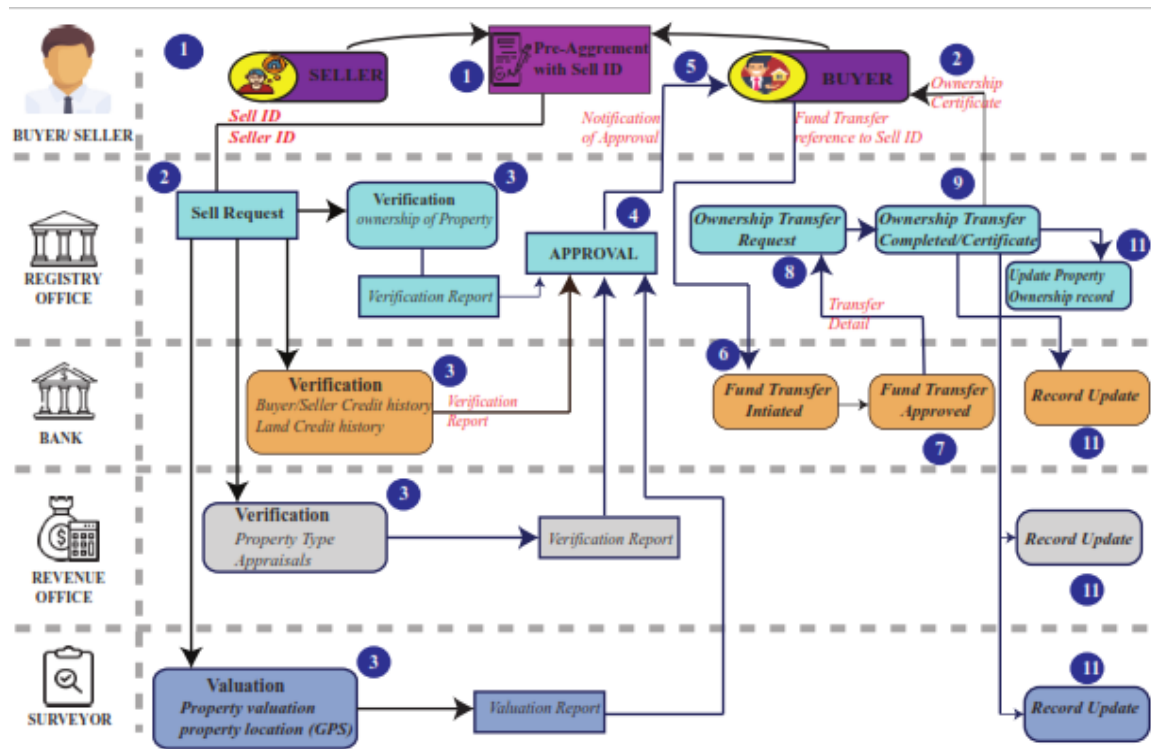 1
SELLER
Pre-Aggrement
with Sell ID
1
5
BUYER
2
Ownership
Certificate
BUYER/ SELLER
Sell ID
Seller ID
Notification
of Approval
Fund Transfer
reference to Sell ID
2
Sell Request
3
Verification
ownership of Property
Verification Report
4
APPROVAL
9
Ownership Transfer
Request
8
Ownership Transfer
Completed/Certificate
11
Update Property
Ownership record
REGISTRY
OFFICE
Transfer
Detail
3
Verification
Buyer/Seller Credit history
Land Credit history
Verification
Report
6
Fund Transfer
Intiated
Fund Transfer
Approved
7
Record Update
11
BANK
3
Verification
Property Type
Appraisals
Verification Report
Record Update
11
REVENUE
OFFICE
3
Valuation
Property valuation
property location (GPS)
Valuation Report
11
Record Update
SURVEYOR